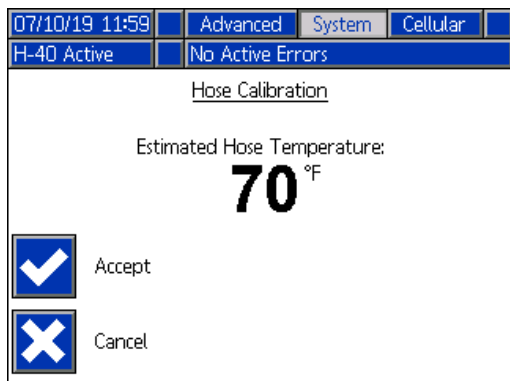 07/10/19 11:59 Advanced System Cellular
H-40 Active No Active Errors
Hose Calibration
Estimated Hose Temperature:
70 °F
Accept
Cancel